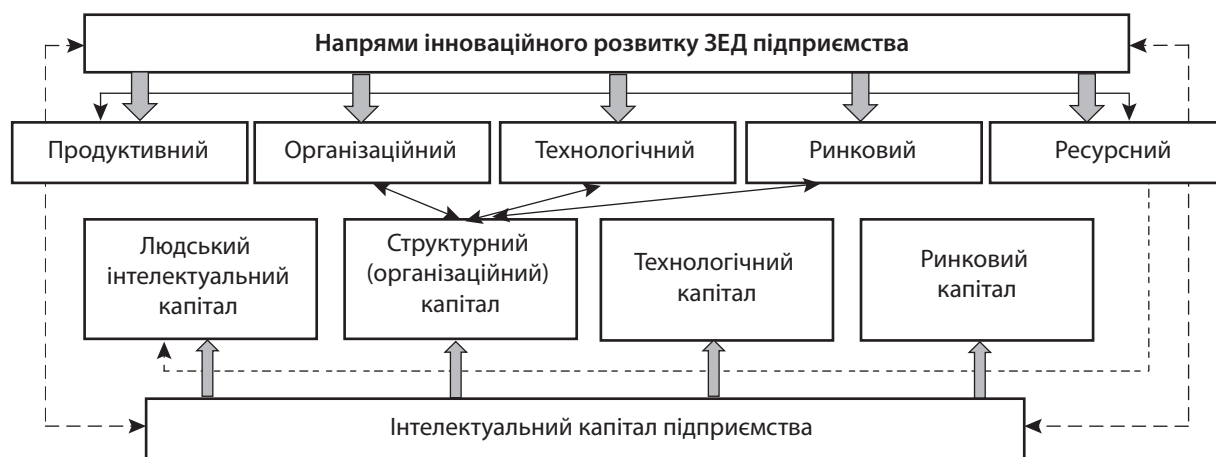 Напрями інноваційного розвитку ЗЕД підприємства
Продуктивний
Організаційний
Технологічний
Ринковий
Ресурсний
Людський
інтелектуальний
капітал
Структурний
(організаційний)
капітал
Технологічний
капітал
Ринковий
капітал
Інтелектуальний капітал підприємства